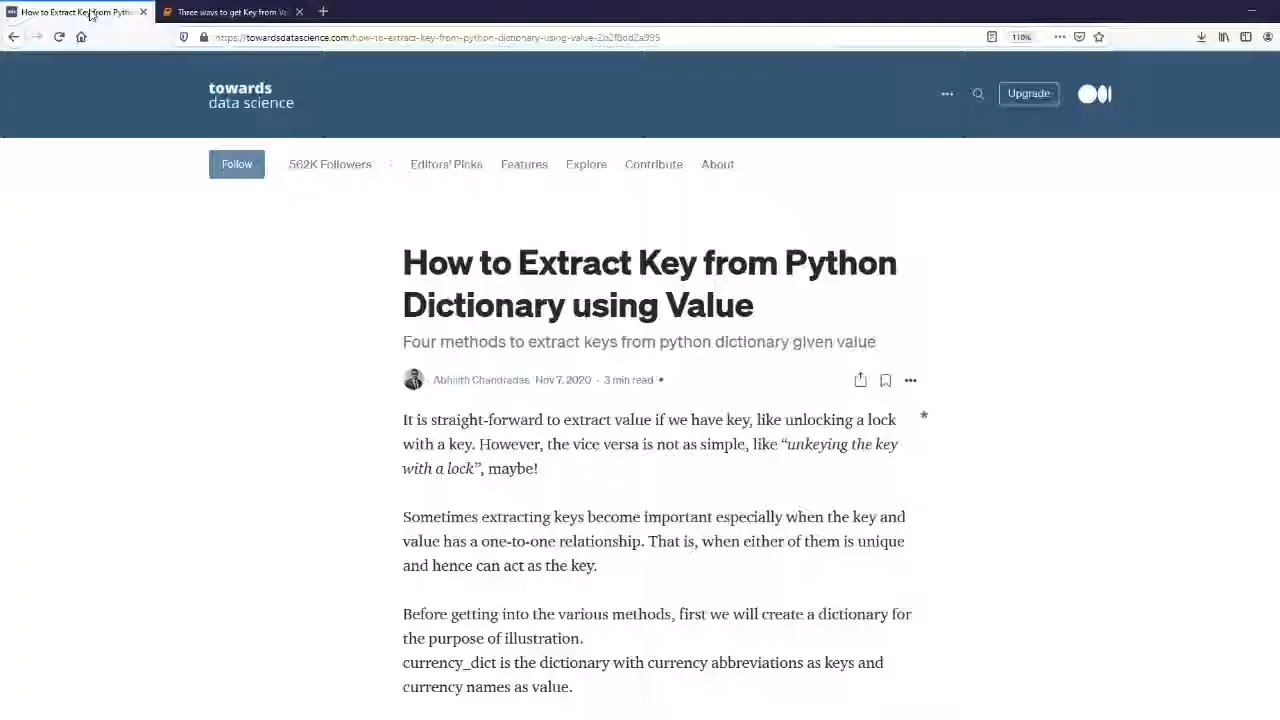 How to Extract Key from Pytho
Three ways to get Key from Va
https://towardsdatascience.com/how-to-extract-key-from-python-dictionary-using-value-
110%
towards
data science
Upgrade
Follow
562K Followers
Editors' Picks
Features
Explore
Contribute
About
How to Extract Key from Python
Dictionary using Value
Four methods to extract keys from python dictionary given value
Abhijith Chandradas Nov 7, 2020 · 3 min read
It is straight-forward to extract value if we have key, like unlocking a lock
with a key. However, the vice versa is not as simple, like “unkeying the key
with a lock”, maybe!
Sometimes extracting keys become important especially when the key and
value has a one-to-one relationship. That is, when either of them is unique
and hence can act as the key.
Before getting into the various methods, first we will create a dictionary for
the purpose of illustration.
currency_dict is the dictionary with currency abbreviations as keys and
currency names as value.